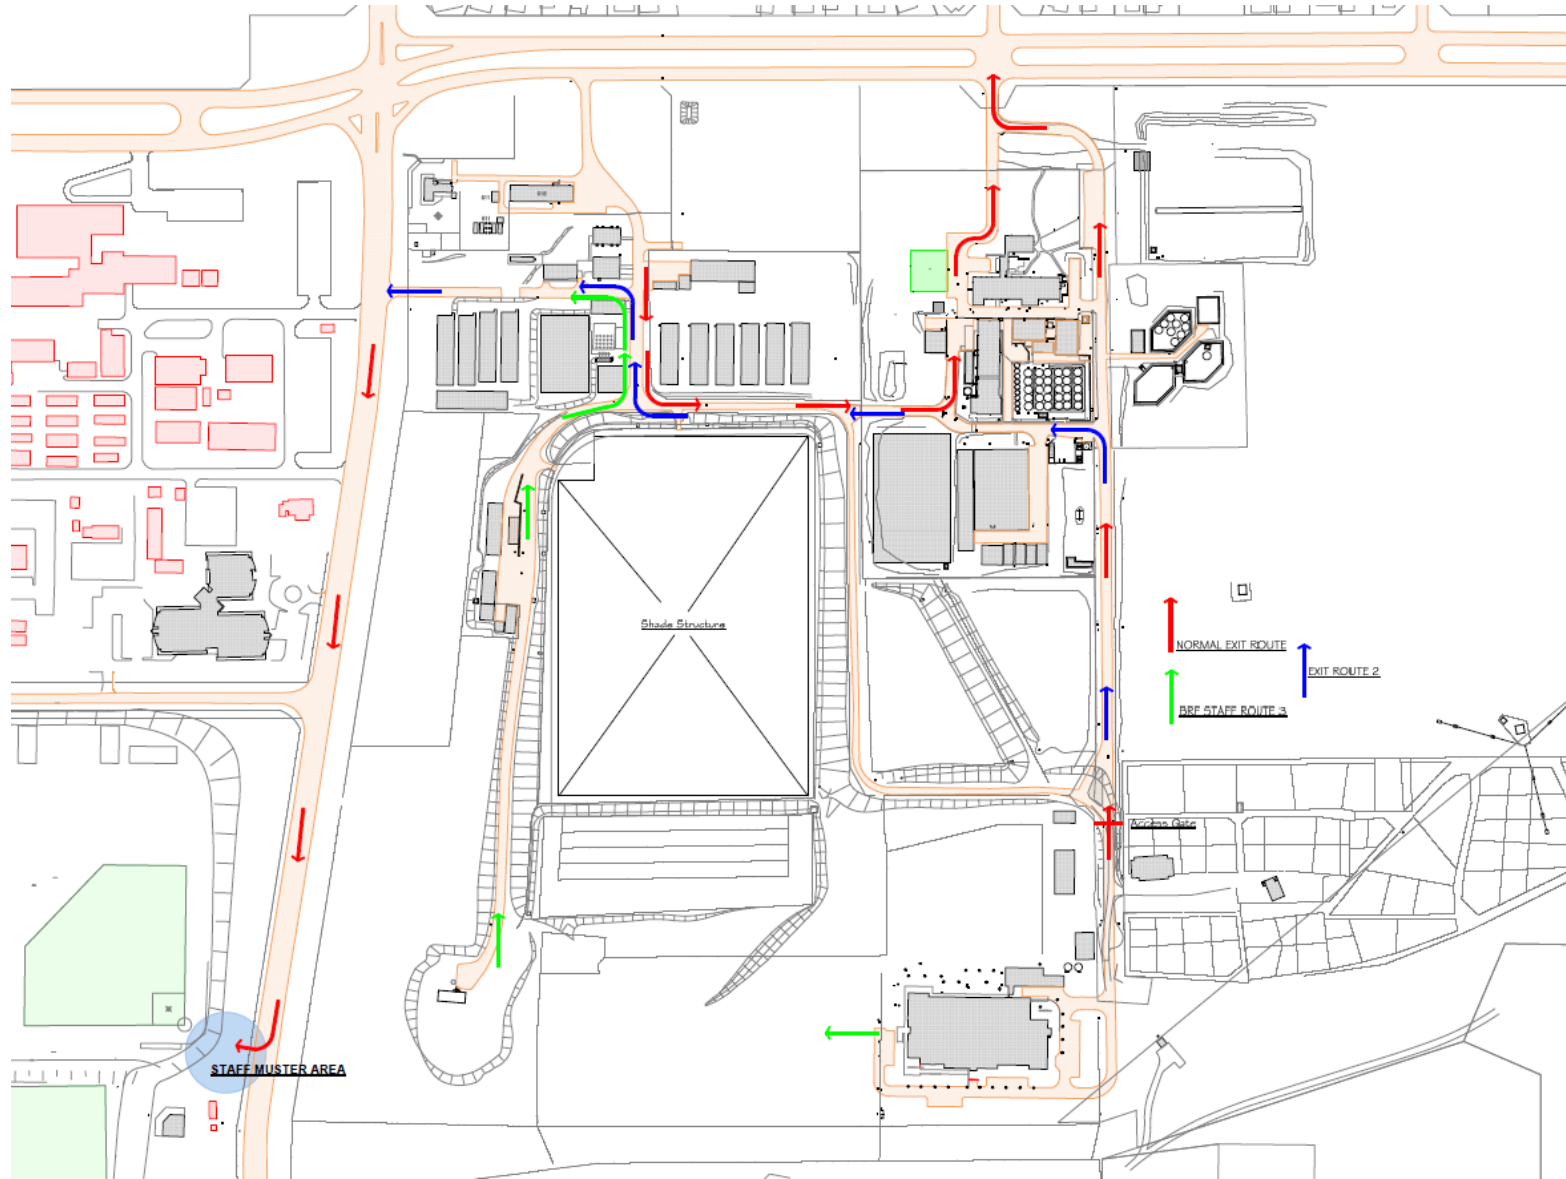 Shade Structure
NORMAL EXIT ROUTE
EXIT ROUTE 2
BRF STAFF ROUTE 3
Access Gate
STAFF MUSTER AREA